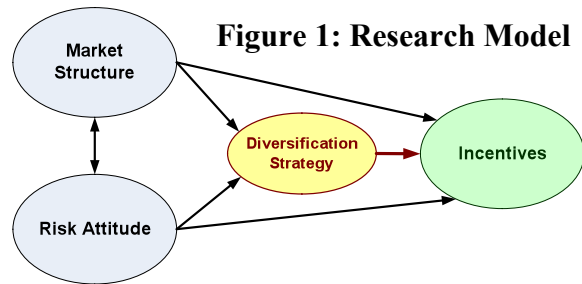 Figure 1: Research Model
Market
Structure
Diversification
Strategy
Incentives
Risk Attitude